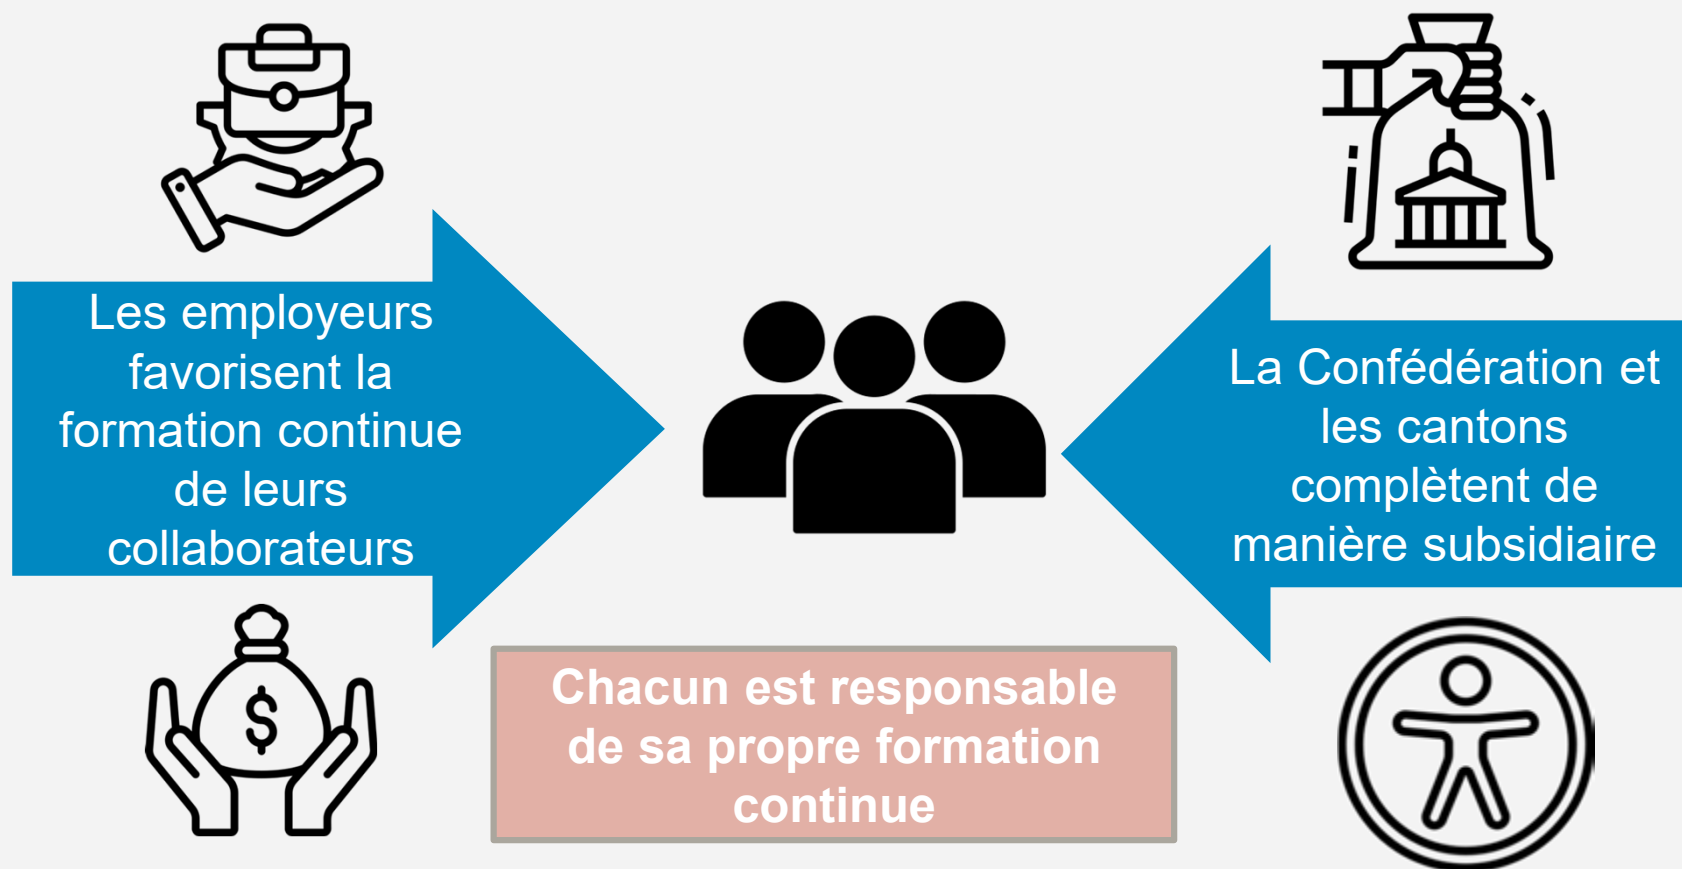 Les employeurs
favorisent la
formation continue
de leurs
collaborateurs
La Confédération et
les cantons
complètent de
manière subsidiaire
$
Chacun est responsable
de sa propre formation
continue